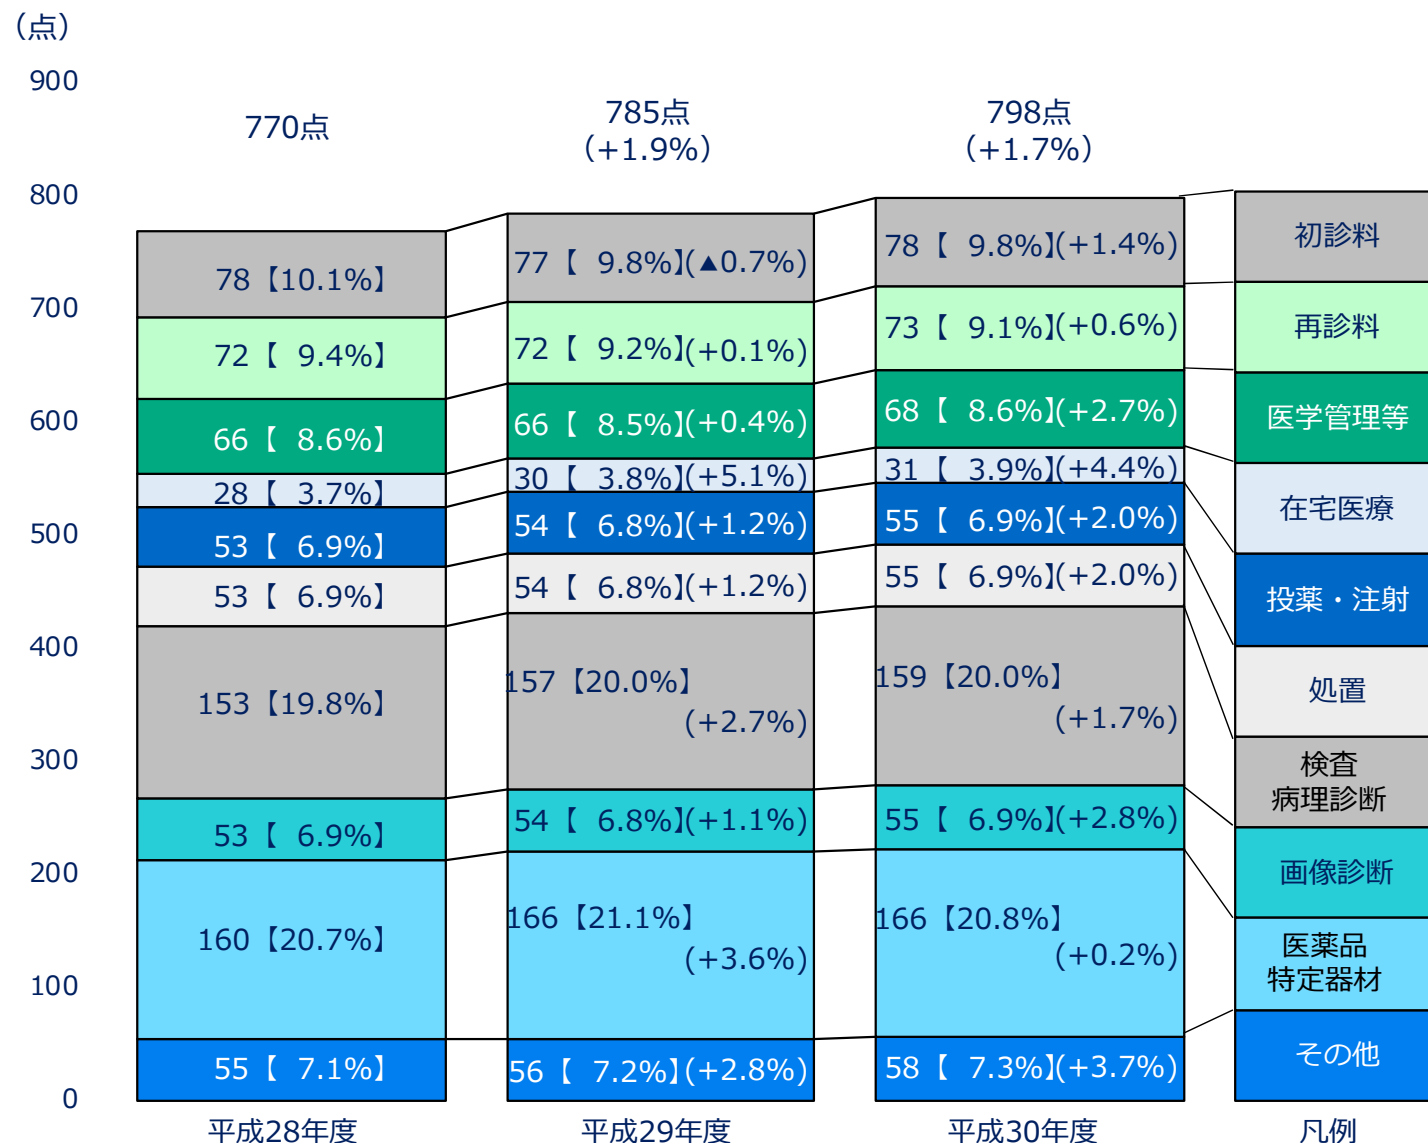 （点）
900
800
700
600
500
400
300
200
100
0
770点
78【10.1%】
72【 9.4%】
66【 8.6%】
28【 3.7%】
53【 6.9%】
53【 6.9%】
153【19.8%】
53【 6.9%】
160【20.7%】
55【 7.1%】
平成28年度
785点
（+1.9%）
77【 9.8%】(▲0.7%)
72【 9.2%】(+0.1%)
66【 8.5%】(+0.4%)
30【 3.8%】(+5.1%)
54【 6.8%】(+1.2%)
54【 6.8%】(+1.2%)
157【20.0%】
(+2.7%)
54【 6.8%】(+1.1%)
166【21.1%】
(+3.6%)
56【 7.2%】(+2.8%)
平成29年度
798点
（+1.7%）
78【 9.8%】(+1.4%)
73【 9.1%】(+0.6%)
68【 8.6%】(+2.7%)
31【 3.9%】(+4.4%)
55【 6.9%】(+2.0%)
55【 6.9%】(+2.0%)
159【20.0%】
(+1.7%)
55【 6.9%】(+2.8%)
166【20.8%】
(+0.2%)
58【 7.3%】(+3.7%)
平成30年度
初診料
再診料
医学管理等
在宅医療
投薬・注射
処置
検査
病理診断
画像診断
医薬品
特定器材
その他
凡例